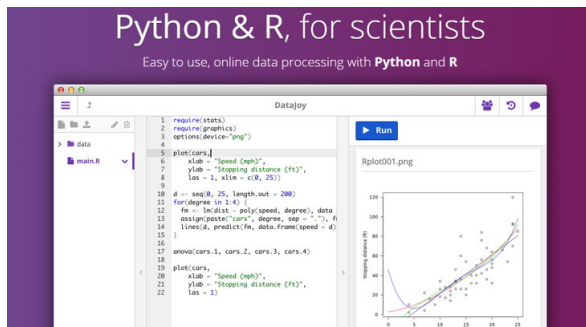 Python & R, for scientists
Easy to use, online data processing with Python and R
DataJoy
data
main.R
1 require(stats)
2 require(graphics)
3 options(device="png")
4
5 plot(cars,
6 xlab = "Speed (mph)",
7 ylab = "Stopping distance (ft)",
8 las = 1, xlim = c(0, 25))
9
10 d <- seq(0, 25, length.out = 200)
11 for(degree in 1:4) {
12 fm <- lm(dist ~ poly(speed, degree), data
13 assign(paste("cars", degree, sep = "."), f
14 lines(d, predict(fm, data.frame(speed = d)
15 }
16
17 anova(cars.1, cars.2, cars.3, cars.4)
18
19 plot(cars,
20 xlab = "Speed (mph)",
21 ylab = "Stopping distance (ft)",
22 las = 1)
Run
Rplot001.png
Stopping distance (ft)
120
100
80
60
40
20
0
0 5 10 15 20 25